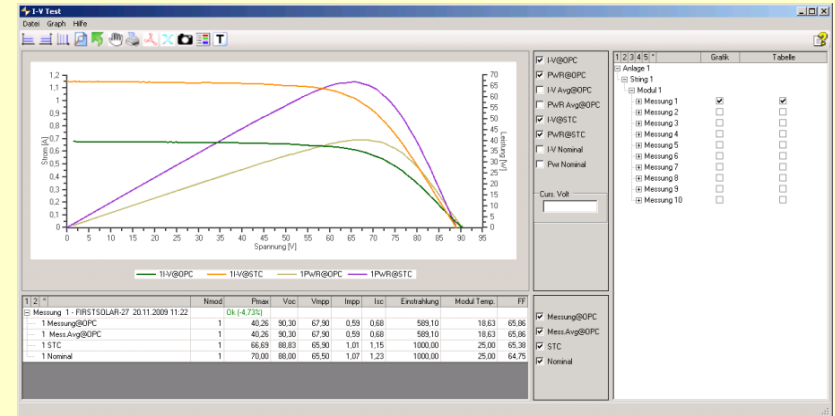 I-V Test
Datei Graph Hilfe
T
1,2
1,1
1
0,9
0,8
0,7
0,6
0,5
0,4
0,3
0,2
0,1
0
Strom [A]
70
65
60
55
50
45
40
35
30
25
20
15
10
5
0
Leistung [W]
0 5 10 15 20 25 30 35 40 45 50 55 60 65 70 75 80 85 90 95
Spannung [V]
1I-V@OPC 1I-V@STC 1PWR@OPC 1PWR@STC
I-V@OPC
PWR@OPC
I-V Avg@OPC
PWR Avg@OPC
I-V@STC
PWR@STC
I-V Nominal
Pwr Nominal
Curs. Volt
1 2 3 4 5 * Grafik Tabelle
Anlage 1
String 1
Modul 1
Messung 1
Messung 2
Messung 3
Messung 4
Messung 5
Messung 6
Messung 7
Messung 8
Messung 9
Messung 10
1 2 * Nmod Pmax Voc Vmpp Impp Isc Einstrahlung Modul Temp. FF
Messung 1 - FIRSTSOLAR-27 20.11.2009 11:22 Ok (-4,73%)
1 Messung@OPC 1 40,26 90,30 67,90 0,59 0,68 589,10 18,63 65,86
1 Mess.Avg@OPC 1 40,26 90,30 67,90 0,59 0,68 589,10 18,63 65,86
1 STC 1 66,69 88,83 65,90 1,01 1,15 1000,00 25,00 65,38
1 Nominal 1 70,00 88,00 65,50 1,07 1,23 1000,00 25,00 64,75
Messung@OPC
Mess.Avg@OPC
STC
Nominal